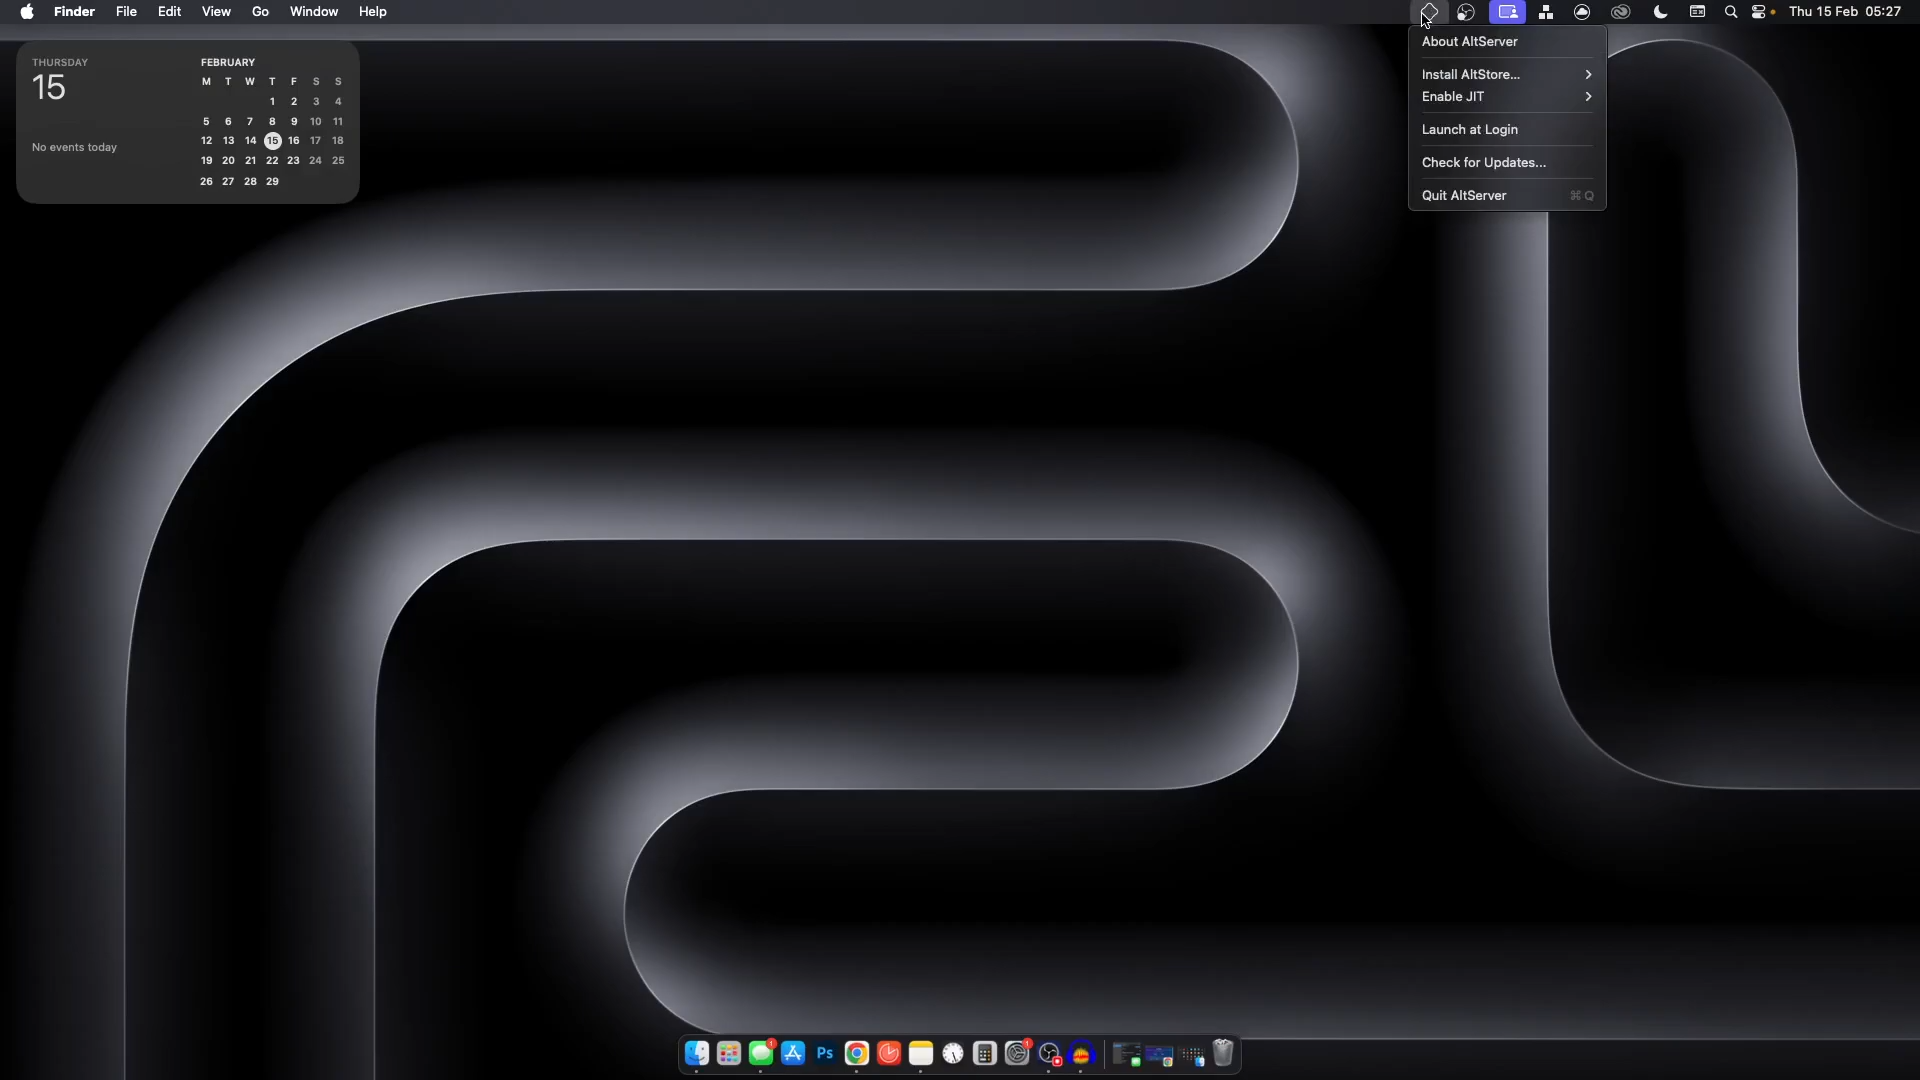 Finder File Edit View Go Window Help Thu 15 Feb 05:27
THURSDAY
15
No events today
FEBRUARY
M T W T F S S
1 2 3 4
5 6 7 8 9 10 11
12 13 14 15 16 17 18
19 20 21 22 23 24 25
26 27 28 29
About AltServer
Install AltStore...
Enable JIT
Launch at Login
Check for Updates...
Quit AltServer ⌘ Q
1 Ps 1